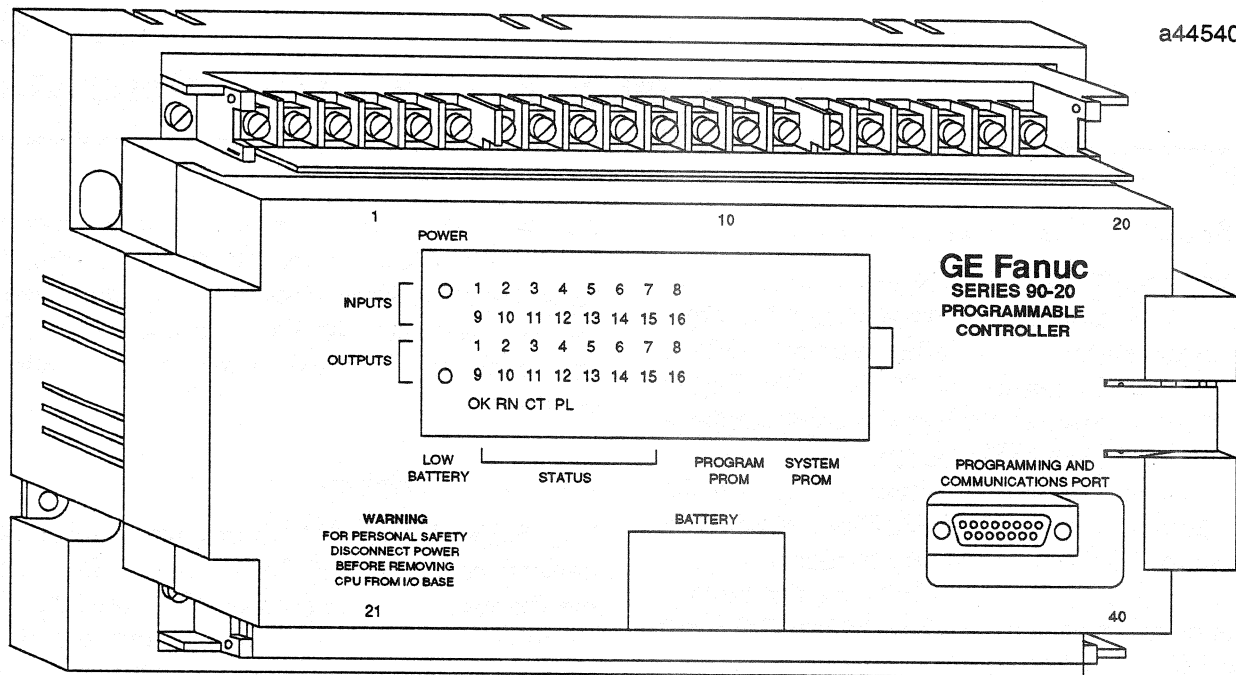 a44540
1 10 20
POWER
GE Fanuc
SERIES 90-20
PROGRAMMABLE
CONTROLLER
INPUTS
1 2 3 4 5 6 7 8
9 10 11 12 13 14 15 16
OUTPUTS
1 2 3 4 5 6 7 8
9 10 11 12 13 14 15 16
OK RN CT PL
LOW
BATTERY
STATUS
PROGRAM
PROM
SYSTEM
PROM
PROGRAMMING AND
COMMUNICATIONS PORT
WARNING
FOR PERSONAL SAFETY
DISCONNECT POWER
BEFORE REMOVING
CPU FROM I/O BASE
BATTERY
21 40